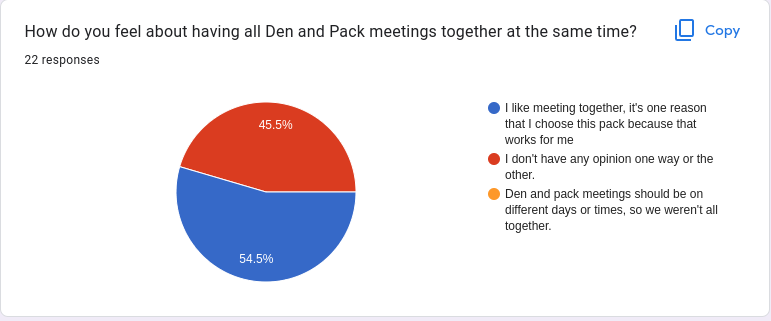 How do you feel about having all Den and Pack meetings together at the same time?
Copy
22 responses
45.5%
54.5%
I like meeting together, it's one reason
that I choose this pack because that
works for me
I don't have any opinion one way or the
other.
Den and pack meetings should be on
different days or times, so we weren't all
together.